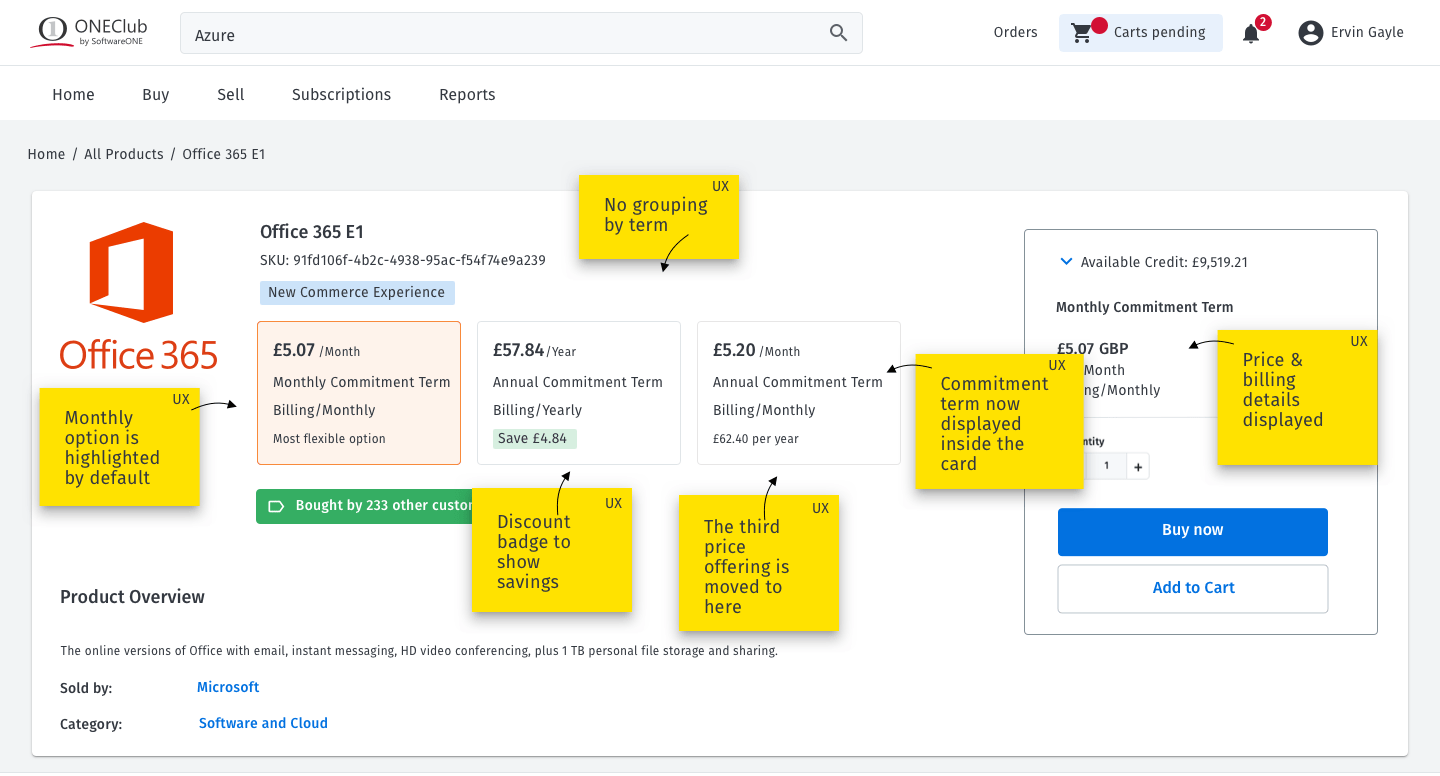 1 ONEClub
by SoftwareONE
Azure
Orders
Carts pending
2
Ervin Gayle
Home
Buy
Sell
Subscriptions
Reports
Home / All Products / Office 365 E1
Office 365
Office 365 E1
SKU: 91fd106f-4b2c-4938-95ac-f54f74e9a239
New Commerce Experience
UX
No grouping
by term
£5.07 /Month
Monthly Commitment Term
Billing/Monthly
Most flexible option
£57.84/Year
Annual Commitment Term
Billing/Yearly
Save £4.84
£5.20 /Month
Annual Commitment Term
Billing/Monthly
£62.40 per year
UX
Monthly
option is
highlighted
by default
Bought by 233 other
UX
Discount
badge to
show
savings
UX
The third
price
offering is
moved to
here
UX
Commitment
term now
displayed
inside the
card
Available Credit: £9,519.21
Monthly Commitment Term
£5.07 GBP
Month
/Monthly
UX
Price &
billing
details
displayed
1 +
Buy now
Add to Cart
Product Overview
The online versions of Office with email, instant messaging, HD video conferencing, plus 1 TB personal file storage and sharing.
Sold by: Microsoft
Category: Software and Cloud